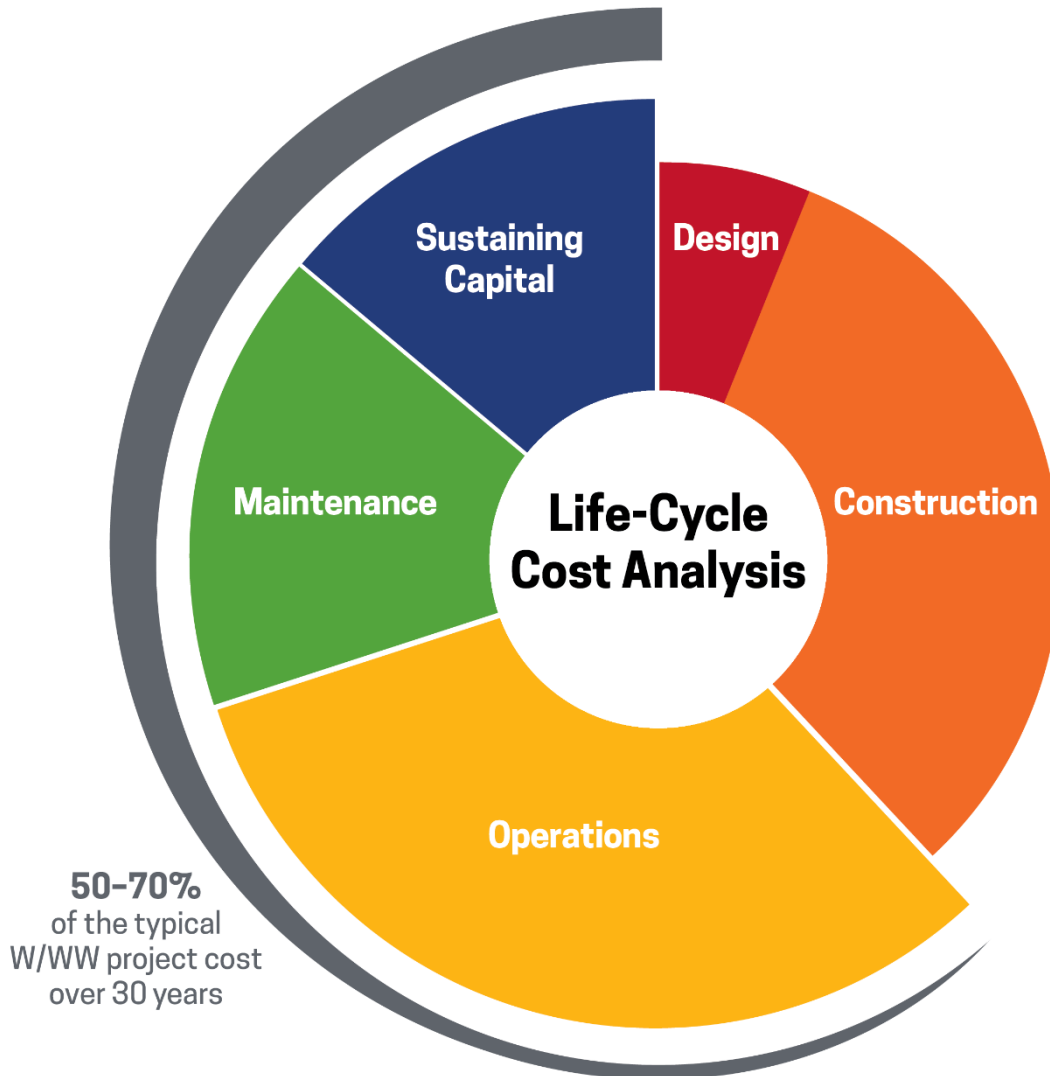 Sustaining
Capital
Design
Maintenance
Life-Cycle
Cost Analysis
Construction
Operations
50–70%
of the typical
W/WW project cost
over 30 years